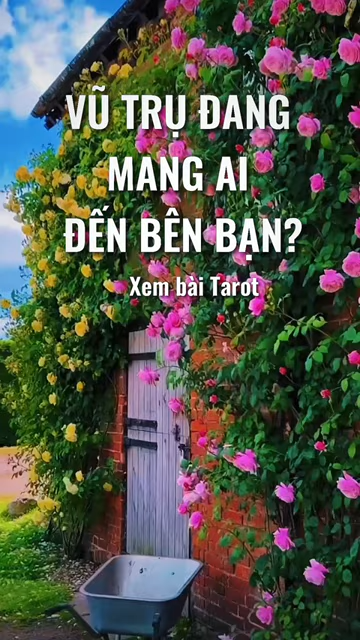 VŨ TRỤ ĐANG
MANG AI
ĐẾN BÊN BẠN?
Xem bài Tarot